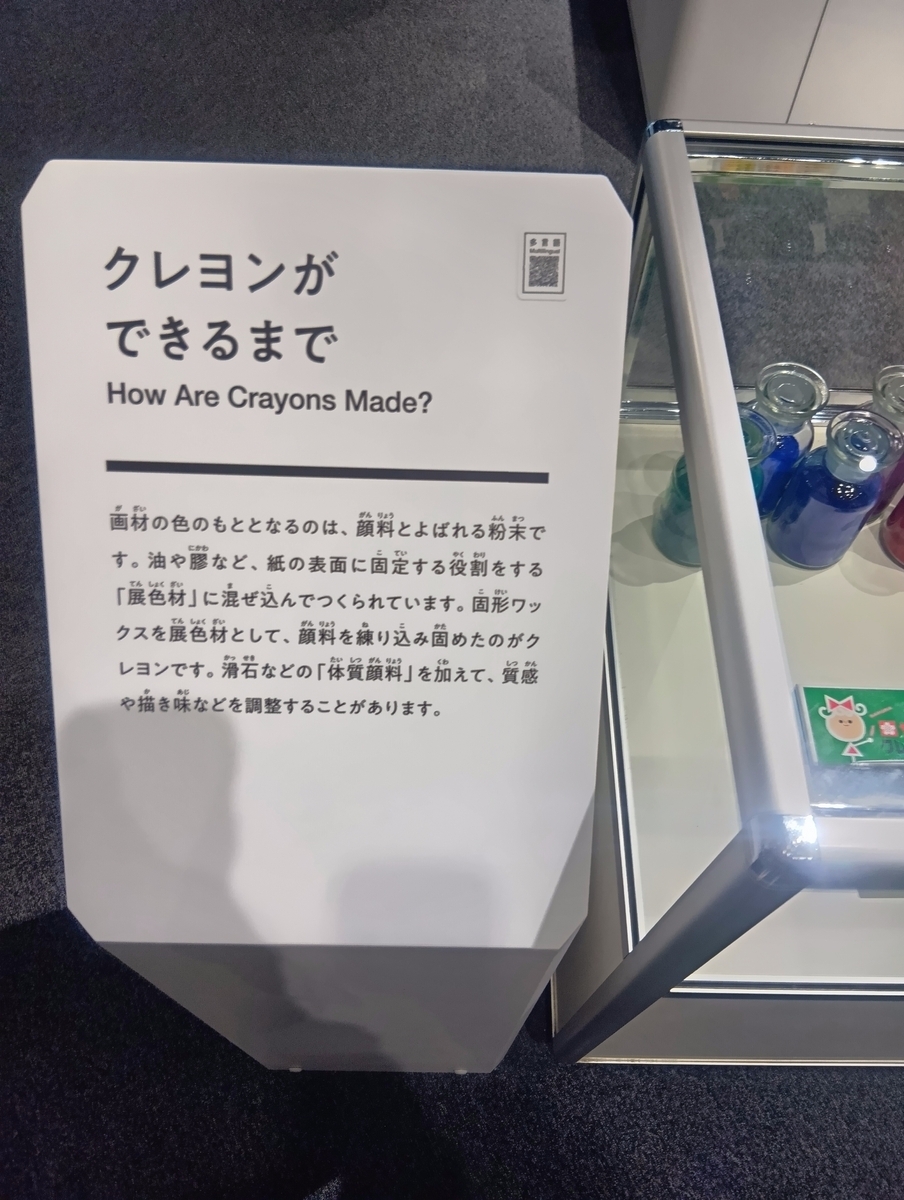 クレヨンが
できるまで
How Are Crayons Made?
多言語
Multilingual
画材の色のもととなるのは、顔料とよばれる粉末で
す。油や膠など、紙の表面に固定する役割をする
「展色材」に混ぜ込んでつくられています。固形ワッ
クスを展色材として、顔料を練り込み固めたのがク
レヨンです。滑石などの「体質顔料」を加えて、質感
や描き味などを調整することがあります。